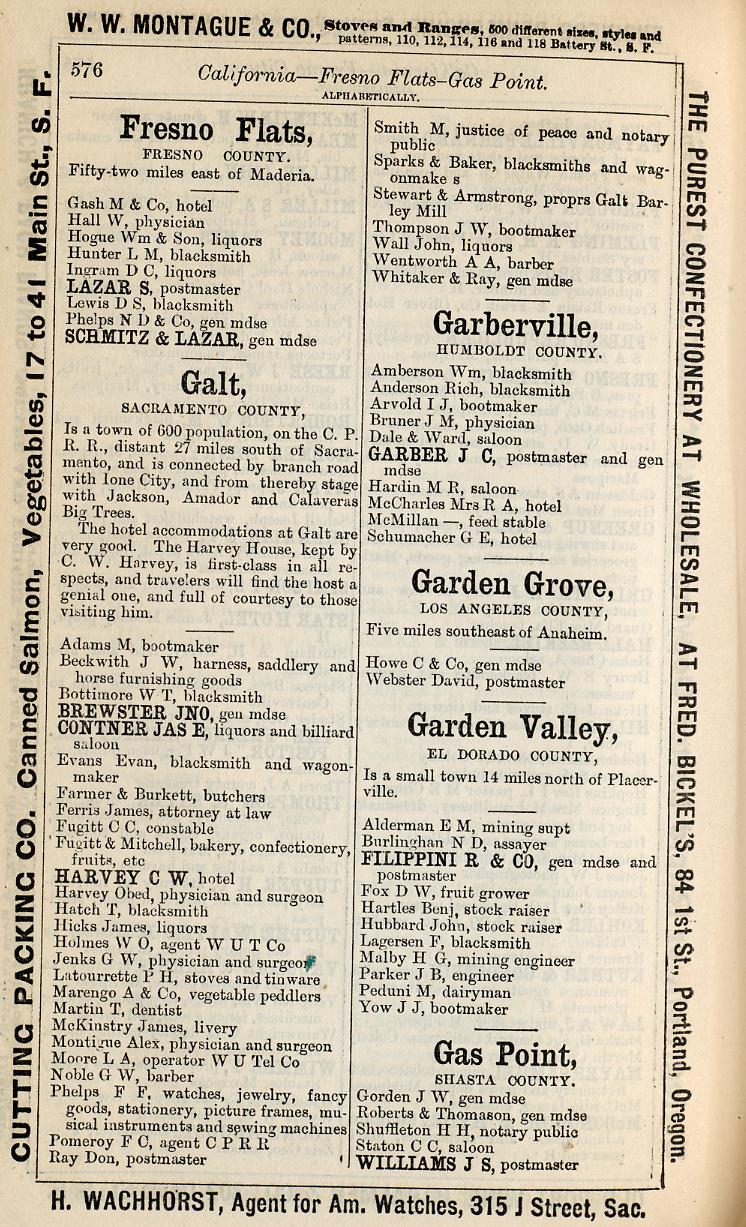 W. W. MONTAGUE & CO., Stoves and Ranges, 500 different sizes, styles and
patterns, 110, 112, 114, 116 and 118 Battery St., S. F.
576
California—Fresno Flats-Gas Point.
ALPHABETICALLY.
Fresno Flats,
FRESNO COUNTY.
Fifty-two miles east of Maderia.
Gash M & Co, hotel
Hall W, physician
Hogue Wm & Son, liquors
Hunter L M, blacksmith
Ingram D C, liquors
LAZAR S, postmaster
Lewis D S, blacksmith
Phelps N D & Co, gen mdse
SCHMITZ & LAZAR, gen mdse
Galt,
SACRAMENTO COUNTY,
Is a town of 600 population, on the C. P.
R. R., distant 27 miles south of Sacra-
mento, and is connected by branch road
with Ione City, and from thereby stage
with Jackson, Amador and Calaveras
Big Trees.
The hotel accommodations at Galt are
very good. The Harvey House, kept by
C. W. Harvey, is first-class in all re-
spects, and travelers will find the host a
genial one, and full of courtesy to those
visiting him.
Adams M, bootmaker
Beckwith J W, harness, saddlery and
horse furnishing goods
Bottimore W T, blacksmith
BREWSTER JNO, gen mdse
CONTNER JAS E, liquors and billiard
saloon
Evans Evan, blacksmith and wagon-
maker
Farmer & Burkett, butchers
Ferris James, attorney at law
Fugitt C C, constable
Fugitt & Mitchell, bakery, confectionery,
fruits, etc
HARVEY C W, hotel
Harvey Obed, physician and surgeon
Hatch T, blacksmith
Hicks James, liquors
Holmes W O, agent W U T Co
Jenks G W, physician and surgeon
Latourrette P H, stoves and tinware
Marengo A & Co, vegetable peddlers
Martin T, dentist
McKinstry James, livery
Montique Alex, physician and surgeon
Moore L A, operator W U Tel Co
Noble G W, barber
Phelps F F, watches, jewelry, fancy
goods, stationery, picture frames, mu-
sical instruments and sewing machines
Pomeroy F C, agent C P R R
Ray Don, postmaster
Smith M, justice of peace and notary
public
Sparks & Baker, blacksmiths and wag-
onmake s
Stewart & Armstrong, proprs Galt Bar-
ley Mill
Thompson J W, bootmaker
Wall John, liquors
Wentworth A A, barber
Whitaker & Ray, gen mdse
Garberville,
HUMBOLDT COUNTY.
Amberson Wm, blacksmith
Anderson Rich, blacksmith
Arvold I J, bootmaker
Bruner J M, physician
Dale & Ward, saloon
GARBER J C, postmaster and gen
mdse
Hardin M R, saloon
McCharles Mrs R A, hotel
McMillan —, feed stable
Schumacher G E, hotel
Garden Grove,
LOS ANGELES COUNTY,
Five miles southeast of Anaheim.
Howe C & Co, gen mdse
Webster David, postmaster
Garden Valley,
EL DORADO COUNTY,
Is a small town 14 miles north of Placer-
ville.
Alderman E M, mining supt
Burlinghan N D, assayer
FILIPPINI R & CO, gen mdse and
postmaster
Fox D W, fruit grower
Hartles Benj, stock raiser
Hubbard John, stock raiser
Lagersen F, blacksmith
Malby H G, mining engineer
Parker J B, engineer
Peduni M, dairyman
Yow J J, bootmaker
Gas Point,
SHASTA COUNTY.
Gorden J W, gen mdse
Roberts & Thomason, gen mdse
Shuffleton H H, notary public
Staton C C, saloon
WILLIAMS J S, postmaster
CUTTING PACKING CO. Canned Salmon, Vegetables, 17 to 41 Main St., S. F.
THE PUREST CONFECTIONERY AT WHOLESALE, AT FRED. BICKEL'S, 84 1st St., Portland, Oregon.
H. WACHHORST, Agent for Am. Watches, 315 J Street, Sac.